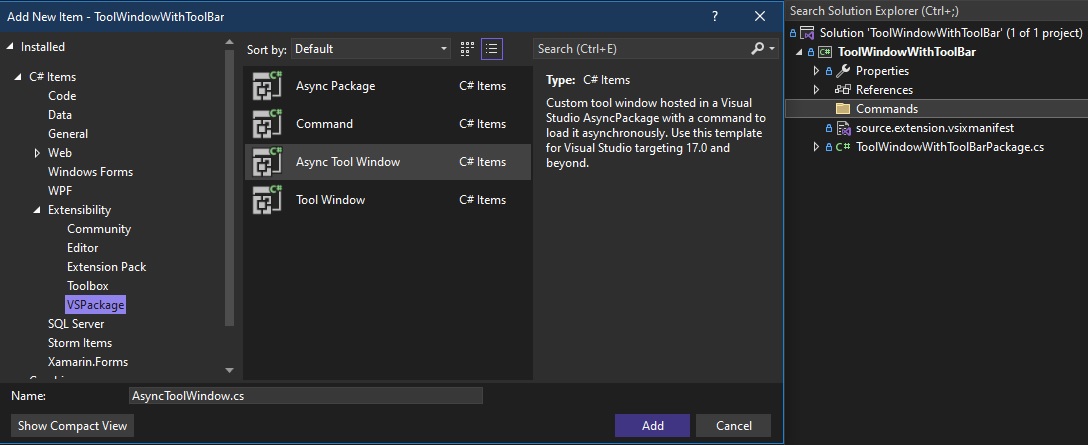 Add New Item - ToolWindowWithToolBar
?
Installed
C# Items
Code
Data
General
Web
Windows Forms
WPF
Extensibility
Community
Editor
Extension Pack
Toolbox
VSPackage
SQL Server
Storm Items
Xamarin.Forms
Sort by: Default
Async Package C# Items
Command C# Items
Async Tool Window C# Items
Tool Window C# Items
Search (Ctrl+E)
Type: C# Items
Custom tool window hosted in a Visual
Studio AsyncPackage with a command to
load it asynchronously. Use this template
for Visual Studio targeting 17.0 and
beyond.
Name: AsyncToolWindow.cs
Show Compact View
Add
Cancel
Search Solution Explorer (Ctrl+;)
Solution 'ToolWindowWithToolBar' (1 of 1 project)
C# ToolWindowWithToolBar
Properties
References
Commands
source.extension.vsixmanifest
C# ToolWindowWithToolBarPackage.cs